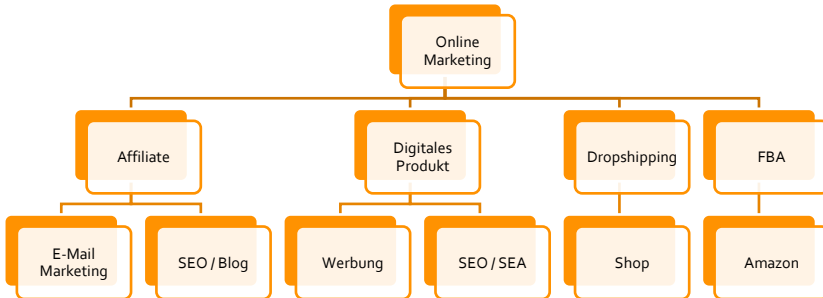 Online
Marketing
Affiliate
Digitales
Produkt
Dropshipping
FBA
E-Mail
Marketing
SEO / Blog
Werbung
SEO / SEA
Shop
Amazon